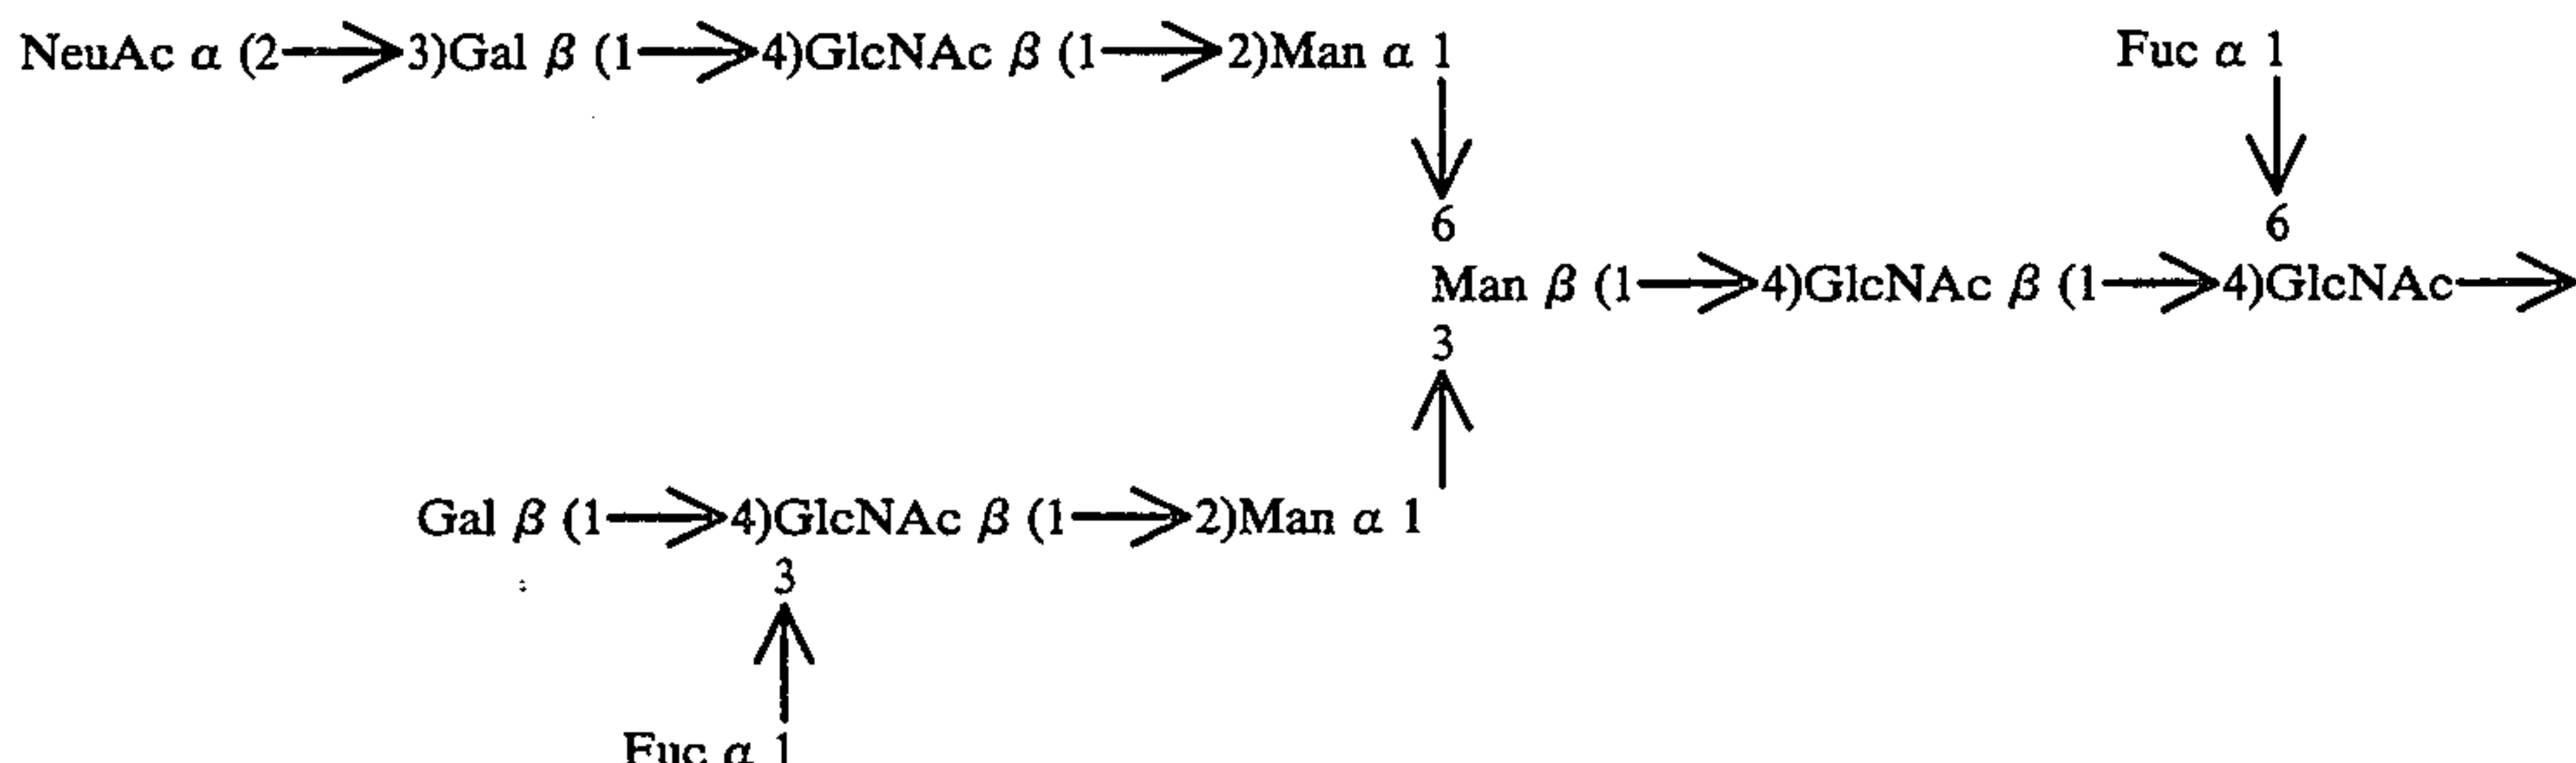 NeuAc α (2→3)Gal β (1→4)GlcNAc β (1→2)Man α 1 Fuc α 1
6 6
Man β (1→4)GlcNAc β (1→4)GlcNAc→
3
Gal β (1→4)GlcNAc β (1→2)Man α 1
3
Fuc α 1